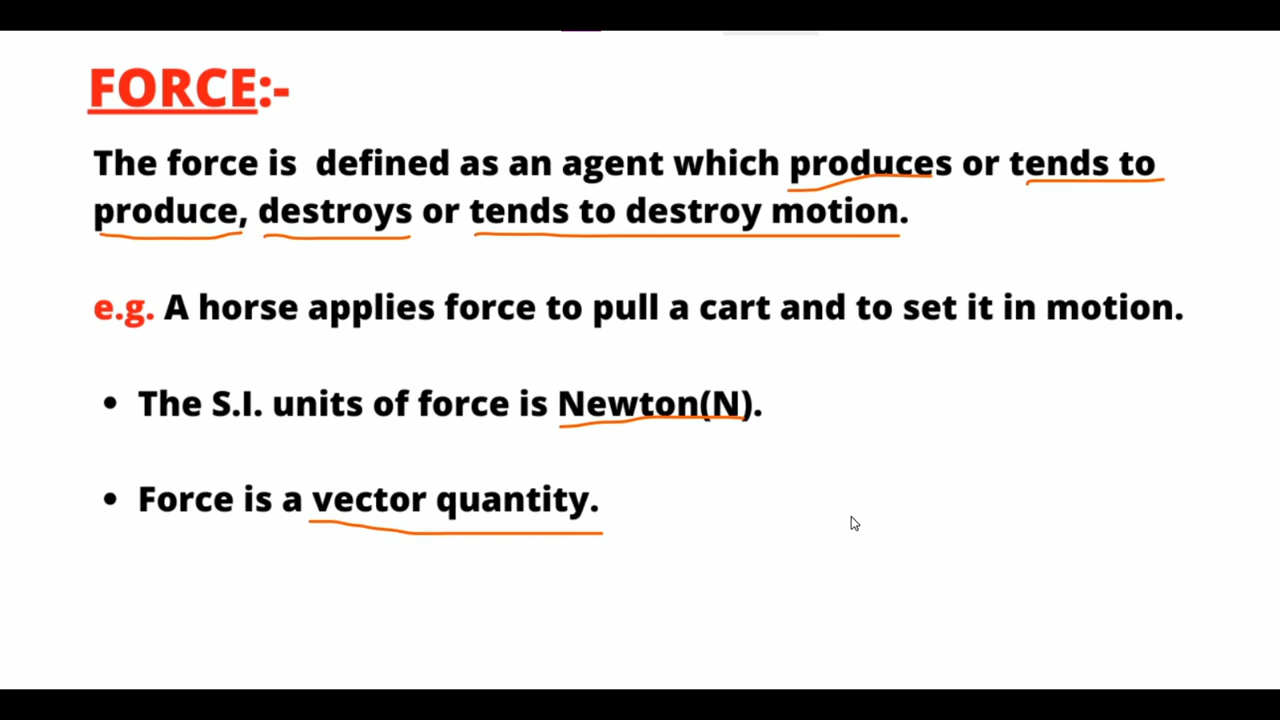 FORCE:-
The force is defined as an agent which produces or tends to
produce, destroys or tends to destroy motion.
e.g. A horse applies force to pull a cart and to set it in motion.
• The S.I. units of force is Newton(N).
• Force is a vector quantity.